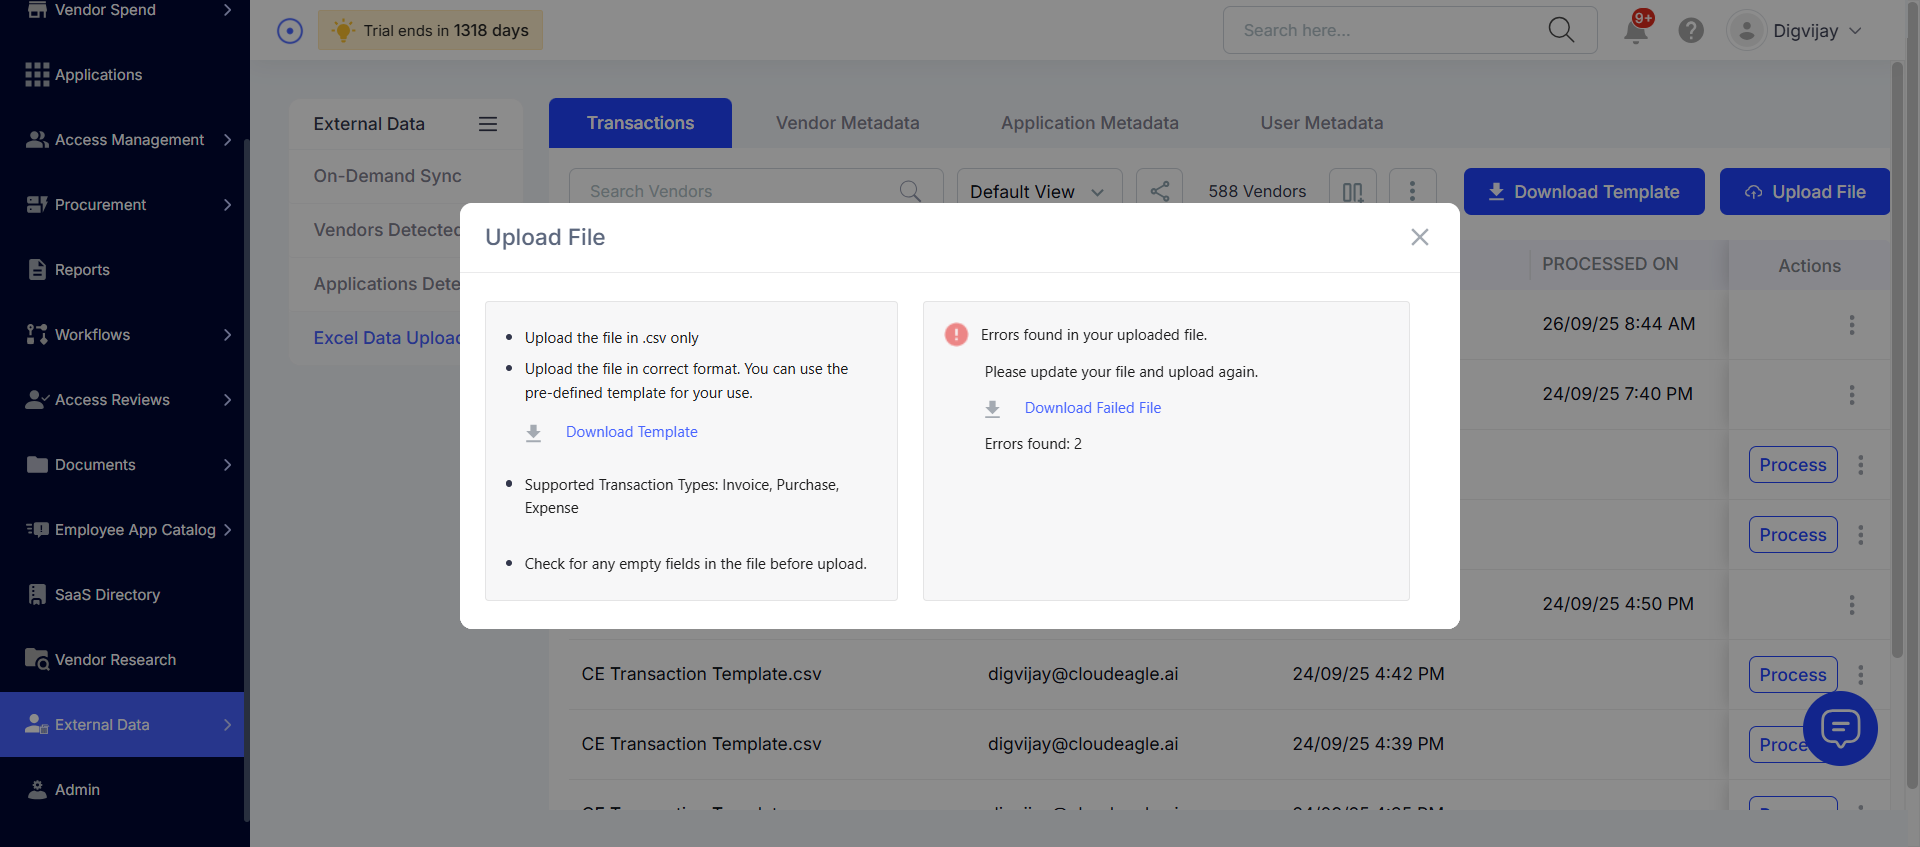 Vendor Spend
Applications
Access Management
Procurement
Reports
Workflows
Access Reviews
Documents
Employee App Catalog
SaaS Directory
Vendor Research
External Data
Admin
Trial ends in 1318 days
Search here...
9+
Digvijay
External Data
On-Demand Sync
Vendors Detected
Applications Dete
Excel Data Upload
Transactions
Vendor Metadata
Application Metadata
User Metadata
Search Vendors
Default View
588 Vendors
Download Template
Upload File
PROCESSED ON
Actions
26/09/25 8:44 AM
24/09/25 7:40 PM
Process
Process
24/09/25 4:50 PM
Upload File
Upload the file in .csv only
Upload the file in correct format. You can use the
pre-defined template for your use.
Download Template
Supported Transaction Types: Invoice, Purchase,
Expense
Check for any empty fields in the file before upload.
Errors found in your uploaded file.
Please update your file and upload again.
Download Failed File
Errors found: 2
CE Transaction Template.csv digvijay@cloudeagle.ai 24/09/25 4:42 PM Process
CE Transaction Template.csv digvijay@cloudeagle.ai 24/09/25 4:39 PM Proce